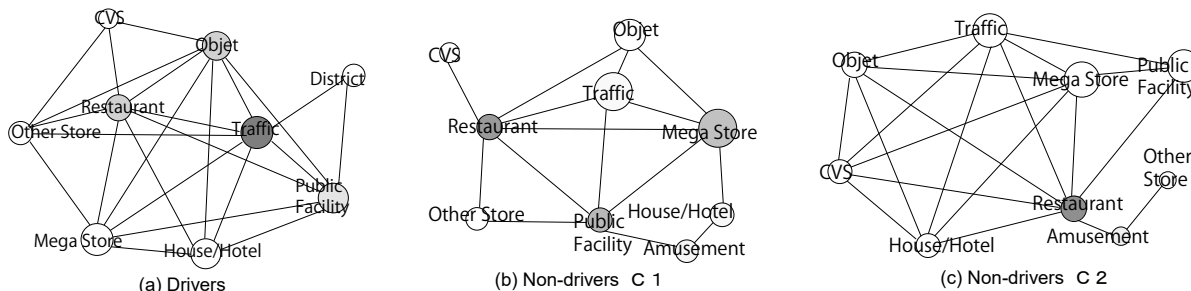 CVS
Objet
District
Restaurant
Other Store
Traffic
Public
Facility
Mega Store
House/Hotel
(a) Drivers
Objet
CVS
Traffic
Restaurant
Mega Store
Other Store
Public
Facility
House/Hotel
Amusement
(b) Non-drivers C 1
Traffic
Objet
Mega Store
Public
Facility
CVS
Other
Store
Restaurant
Amusement
House/Hotel
(c) Non-drivers C 2